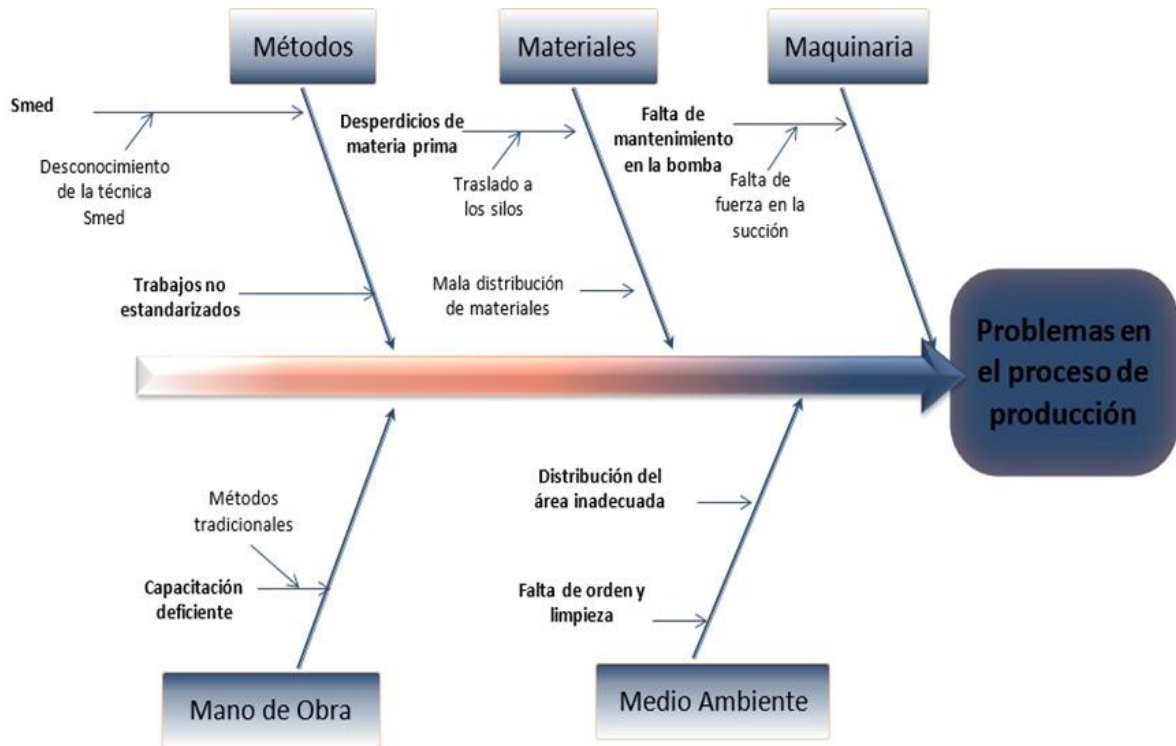 Métodos
Materiales
Maquinaria
Smed
Desconocimiento
de la técnica
Smed
Trabajos no
estandarizados
Desperdicios de
materia prima
Traslado a
los silos
Mala distribución
de materiales
Falta de
mantenimiento
en la bomba
Falta de
fuerza en la
succión
Problemas en
el proceso de
producción
Métodos
tradicionales
Capacitación
deficiente
Distribución del
área inadecuada
Falta de orden y
limpieza
Mano de Obra
Medio Ambiente